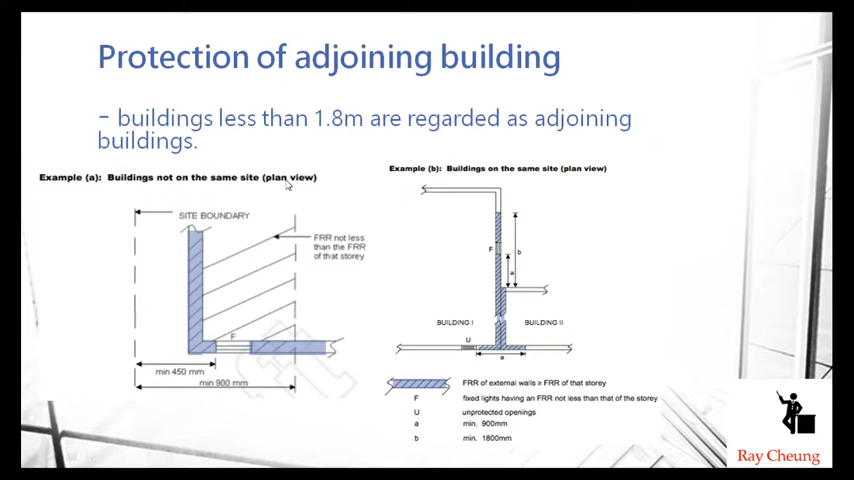 Protection of adjoining building
- buildings less than 1.8m are regarded as adjoining
buildings.
Example (a): Buildings not on the same site (plan view)
SITE BOUNDARY
FRR not less
than the FRR
of that storey
F
min 450 mm
min 900 mm
Example (b): Buildings on the same site (plan view)
F
b
a
BUILDING I
BUILDING II
U
a
FRR of external walls ≥ FRR of that storey
F fixed lights having an FRR not less than that of the storey
U unprotected openings
a min. 900mm
b min. 1800mm
Ray Cheung